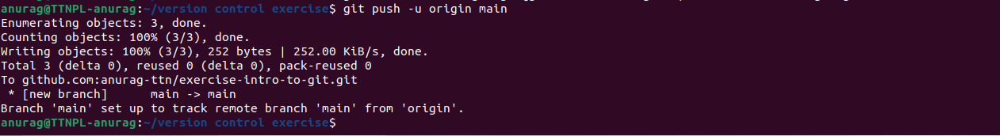 anurag@TTNPL-anurag:~/version control exercise$ git push -u origin main
Enumerating objects: 3, done.
Counting objects: 100% (3/3), done.
Writing objects: 100% (3/3), 252 bytes | 252.00 KiB/s, done.
Total 3 (delta 0), reused 0 (delta 0), pack-reused 0
To github.com:anurag-ttn/exercise-intro-to-git.git
 * [new branch]      main -> main
Branch 'main' set up to track remote branch 'main' from 'origin'.
anurag@TTNPL-anurag:~/version control exercise$